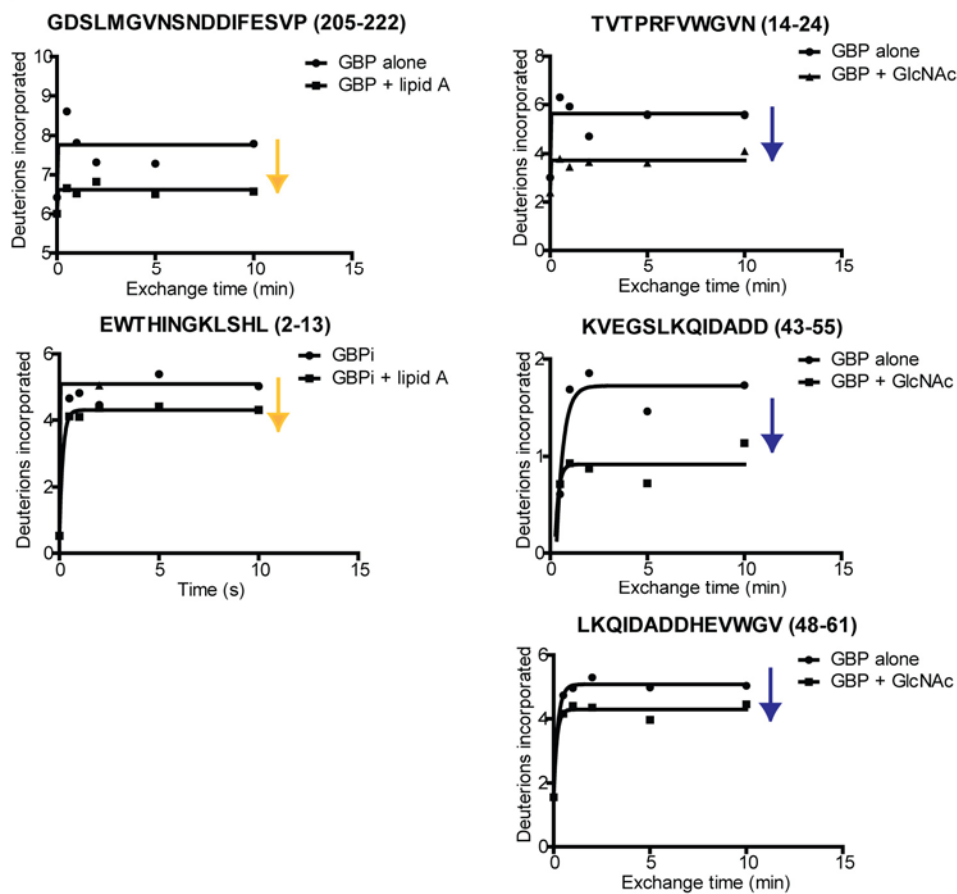 GDSLMGVNSNDDIFESVP (205-222)
Deuterions incorporated
10
9
8
7
6
5
0
5
10
15
Exchange time (min)
GBP alone
GBP + lipid A
TVTPRFVWGVN (14-24)
Deuterions incorporated
8
6
4
2
0
0
5
10
15
Exchange time (min)
GBP alone
GBP + GlcNAc
EWTHINGKLSHL (2-13)
Deuterions incorporated
6
4
2
0
0
5
10
15
Time (s)
GBPi
GBPi + lipid A
KVEGSLKQIDADD (43-55)
Deuterions incorporated
2
1
0
0
5
10
15
Exchange time (min)
GBP alone
GBP + GlcNAc
LKQIDADDHEVWGV (48-61)
Deuterions incorporated
6
4
2
0
0
5
10
15
Exchange time (min)
GBP alone
GBP + GlcNAc